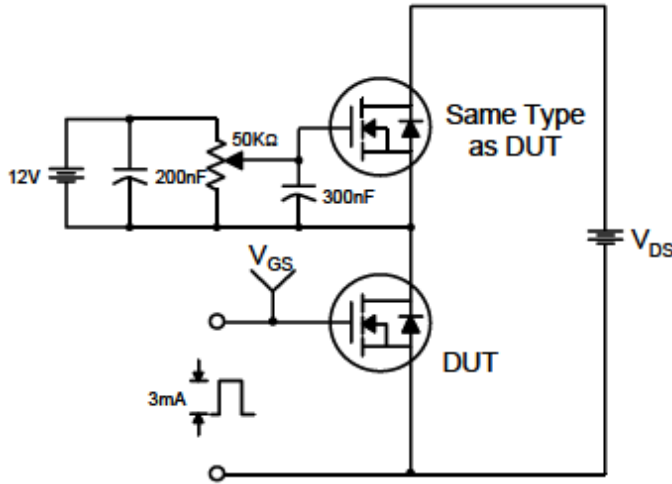 Same Type
as DUT
50KΩ
12V
200nF
300nF
VDS
VGS
DUT
3mA